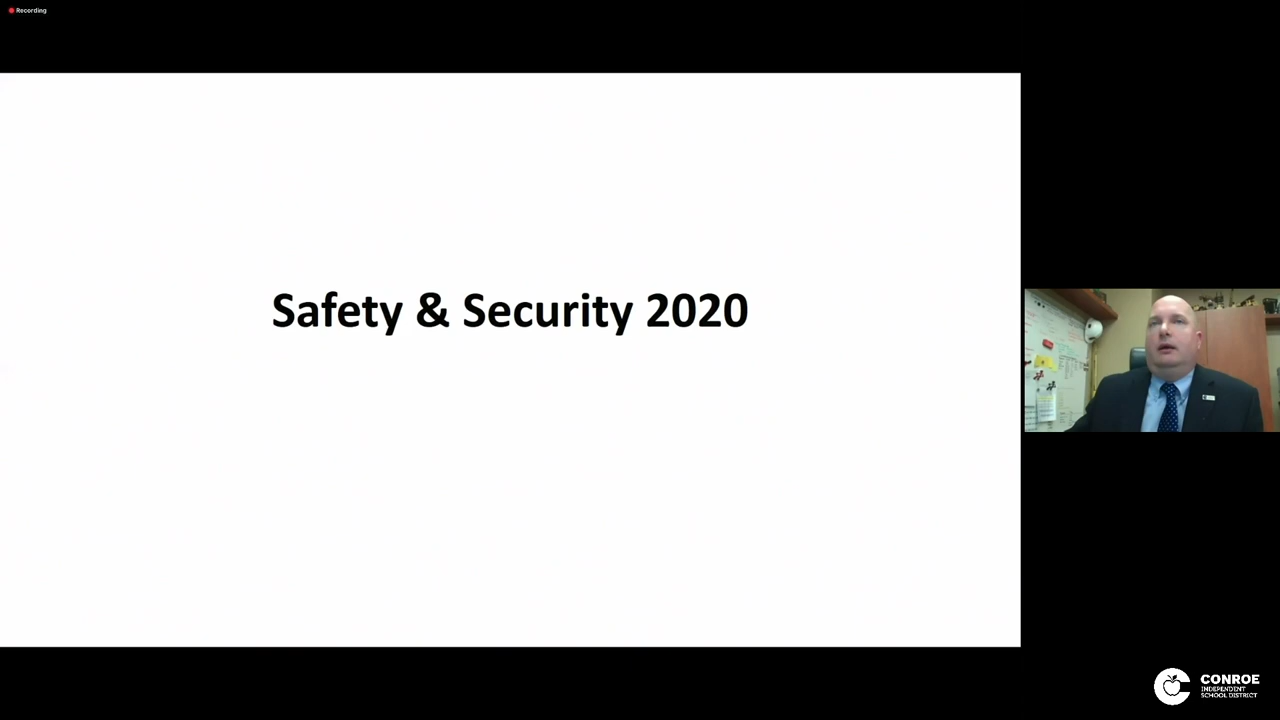 Recording
Safety & Security 2020
CONROE
INDEPENDENT
SCHOOL DISTRICT